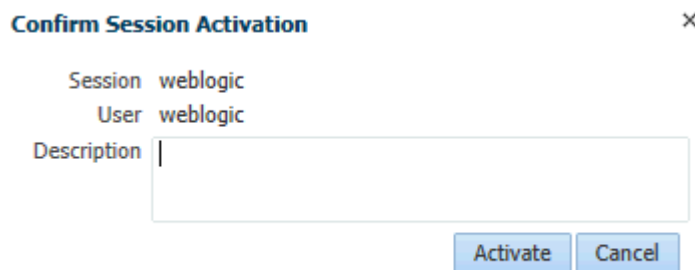 Confirm Session Activation ×
Session weblogic
User weblogic
Description
Activate Cancel